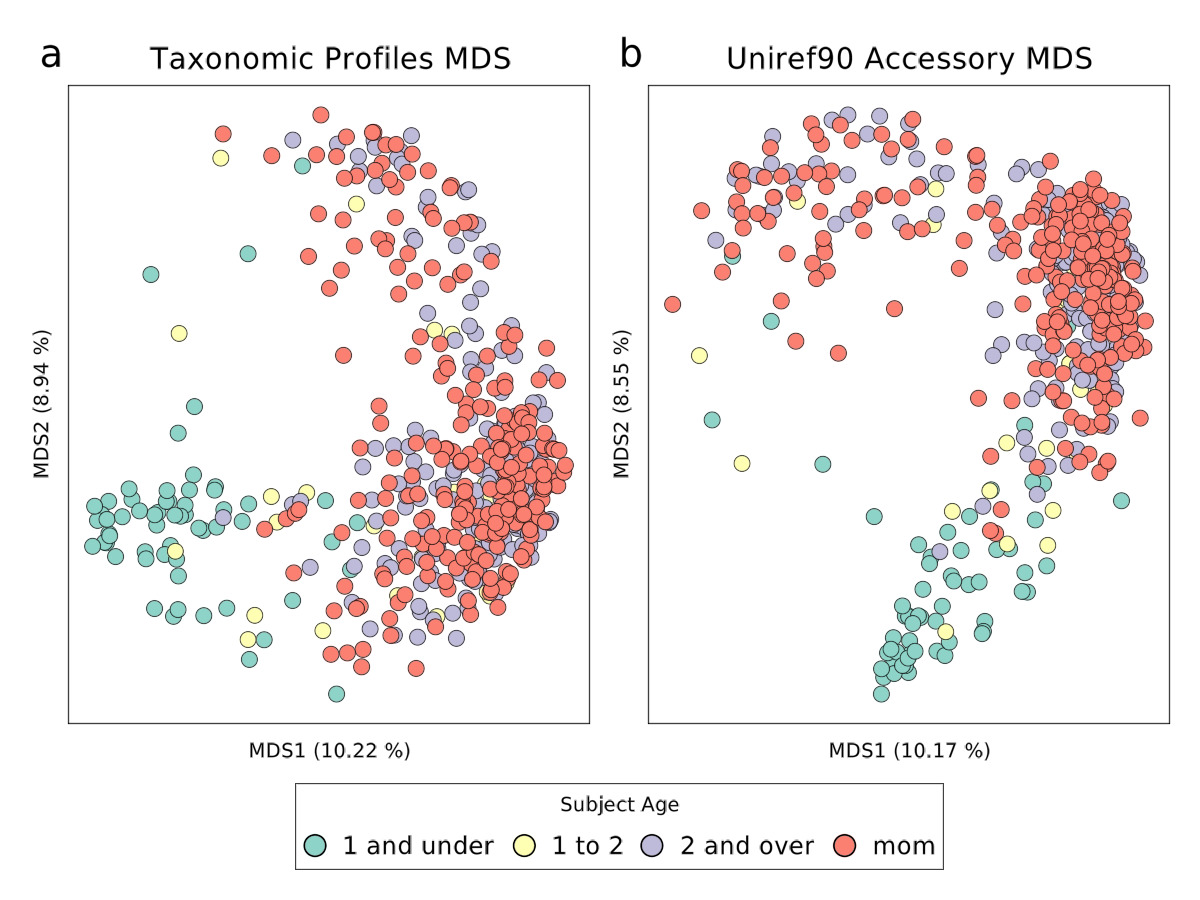 a
Taxonomic Profiles MDS
MDS2 (8.94 %)
MDS1 (10.22 %)
b
Uniref90 Accessory MDS
MDS2 (8.55 %)
MDS1 (10.17 %)
Subject Age
1 and under 1 to 2 2 and over mom